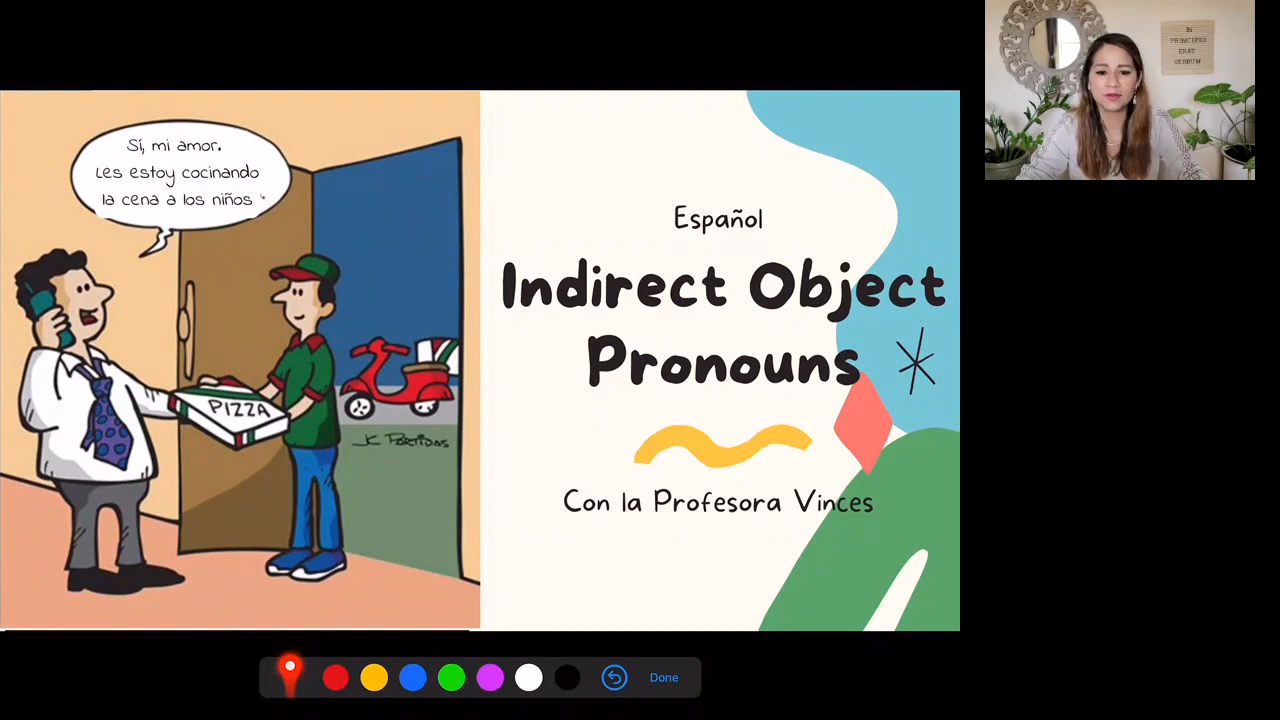 Sí, mi amor.
Les estoy cocinando
la cena a los niños
PIZZA
JC Partidas
Español
Indirect Object
Pronouns
Con la Profesora Vinces
Done
IN
PRINCIPIO
ERAT
VERBUM